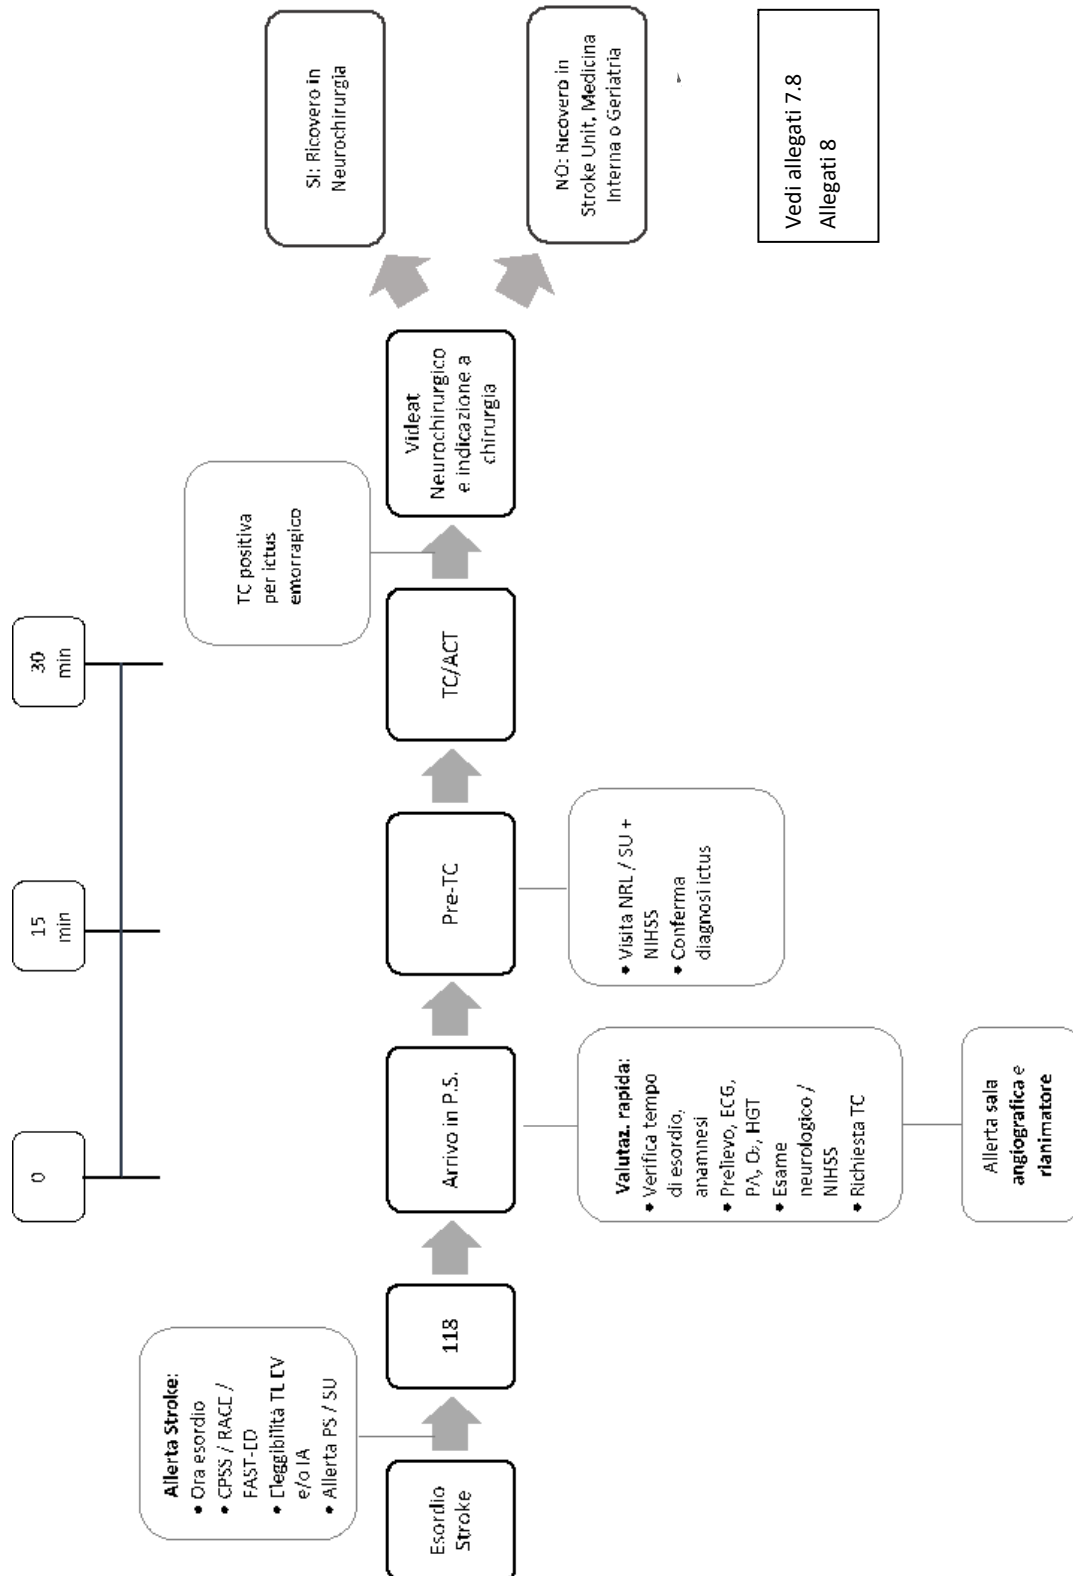 0
15
min
30
min
Allerta Stroke:
• Ora esordio
• CPSS / RACE /
FAST-ED
• Eleggibilità TL EV
e/o IA
• Allerta PS / SU
TC positiva
per ictus
emorragico
Esordio
Stroke
118
Arrivo in P.S.
Pre-TC
TC/ACT
Videat
Neurochirurgico
e indicazione a
chirurgia
SI: Ricovero in
Neurochirurgia
NO: Ricovero in
Stroke Unit, Medicina
Interna o Geriatria
Valutaz. rapida:
• Verifica tempo
di esordio,
anamnesi
• Prelievo, ECG,
PA, O₂, HGT
• Esame
neurologico /
NIHSS
• Richiesta TC
• Visita NRL / SU +
NIHSS
• Conferma
diagnosi ictus
Allerta sala
angiografica e
rianimatore
Vedi allegati 7.8
Allegati 8